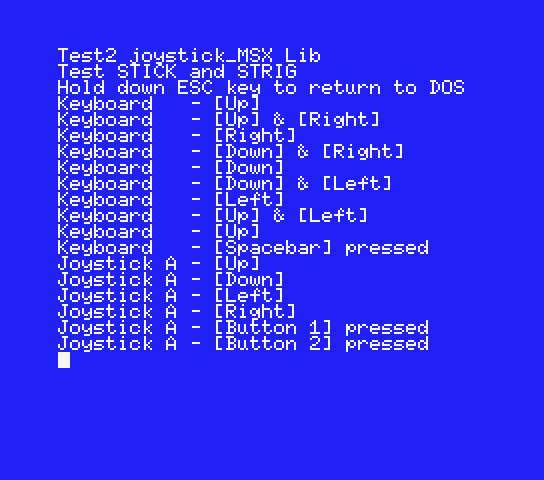 Test2 joystick_MSX Lib
Test STICK and STRIG
Hold down ESC key to return to DOS
Keyboard   - [Up]
Keyboard   - [Up] & [Right]
Keyboard   - [Right]
Keyboard   - [Down] & [Right]
Keyboard   - [Down]
Keyboard   - [Down] & [Left]
Keyboard   - [Left]
Keyboard   - [Up] & [Left]
Keyboard   - [Up]
Keyboard   - [Spacebar] pressed
Joystick A - [Up]
Joystick A - [Down]
Joystick A - [Left]
Joystick A - [Right]
Joystick A - [Button 1] pressed
Joystick A - [Button 2] pressed